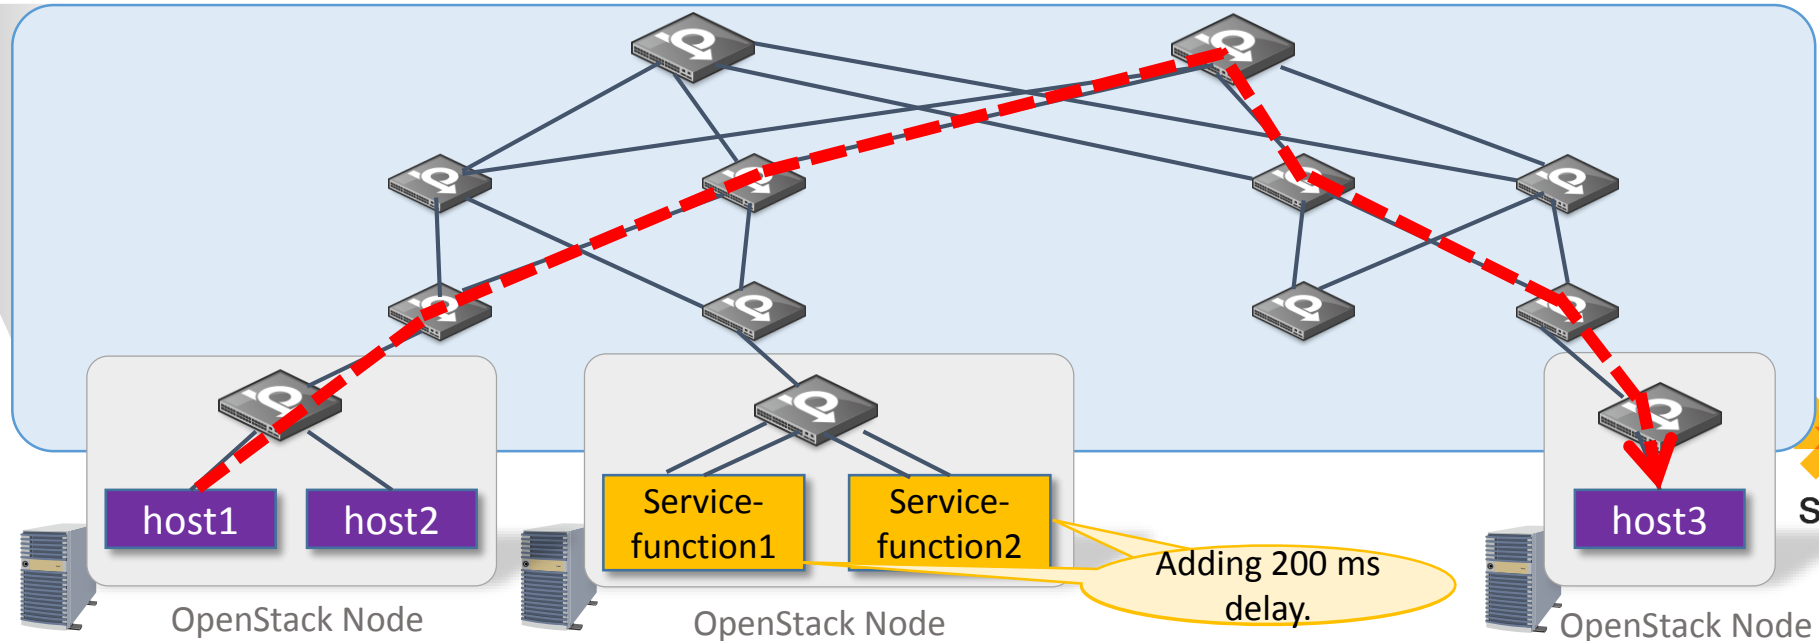 host1
host2
Service-
function1
Service-
function2
host3
S
Adding 200 ms
delay.
OpenStack Node
OpenStack Node
OpenStack Node